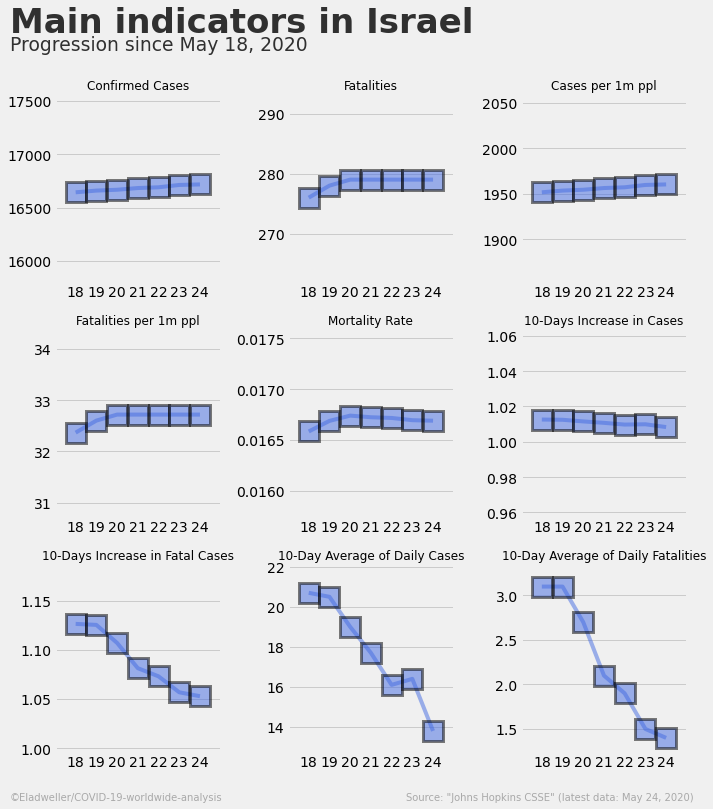 Main indicators in Israel
Progression since May 18, 2020
Confirmed Cases
17500
17000
16500
16000
18 19 20 21 22 23 24
Fatalities
290
280
270
18 19 20 21 22 23 24
Cases per 1m ppl
2050
2000
1950
1900
18 19 20 21 22 23 24
Fatalities per 1m ppl
34
33
32
31
18 19 20 21 22 23 24
Mortality Rate
0.0175
0.0170
0.0165
0.0160
18 19 20 21 22 23 24
10-Days Increase in Cases
1.06
1.04
1.02
1.00
0.98
0.96
18 19 20 21 22 23 24
10-Days Increase in Fatal Cases
1.15
1.10
1.05
1.00
18 19 20 21 22 23 24
10-Day Average of Daily Cases
22
20
18
16
14
18 19 20 21 22 23 24
10-Day Average of Daily Fatalities
3.0
2.5
2.0
1.5
18 19 20 21 22 23 24
©Eladweller/COVID-19-worldwide-analysis
Source: "Johns Hopkins CSSE" (latest data: May 24, 2020)